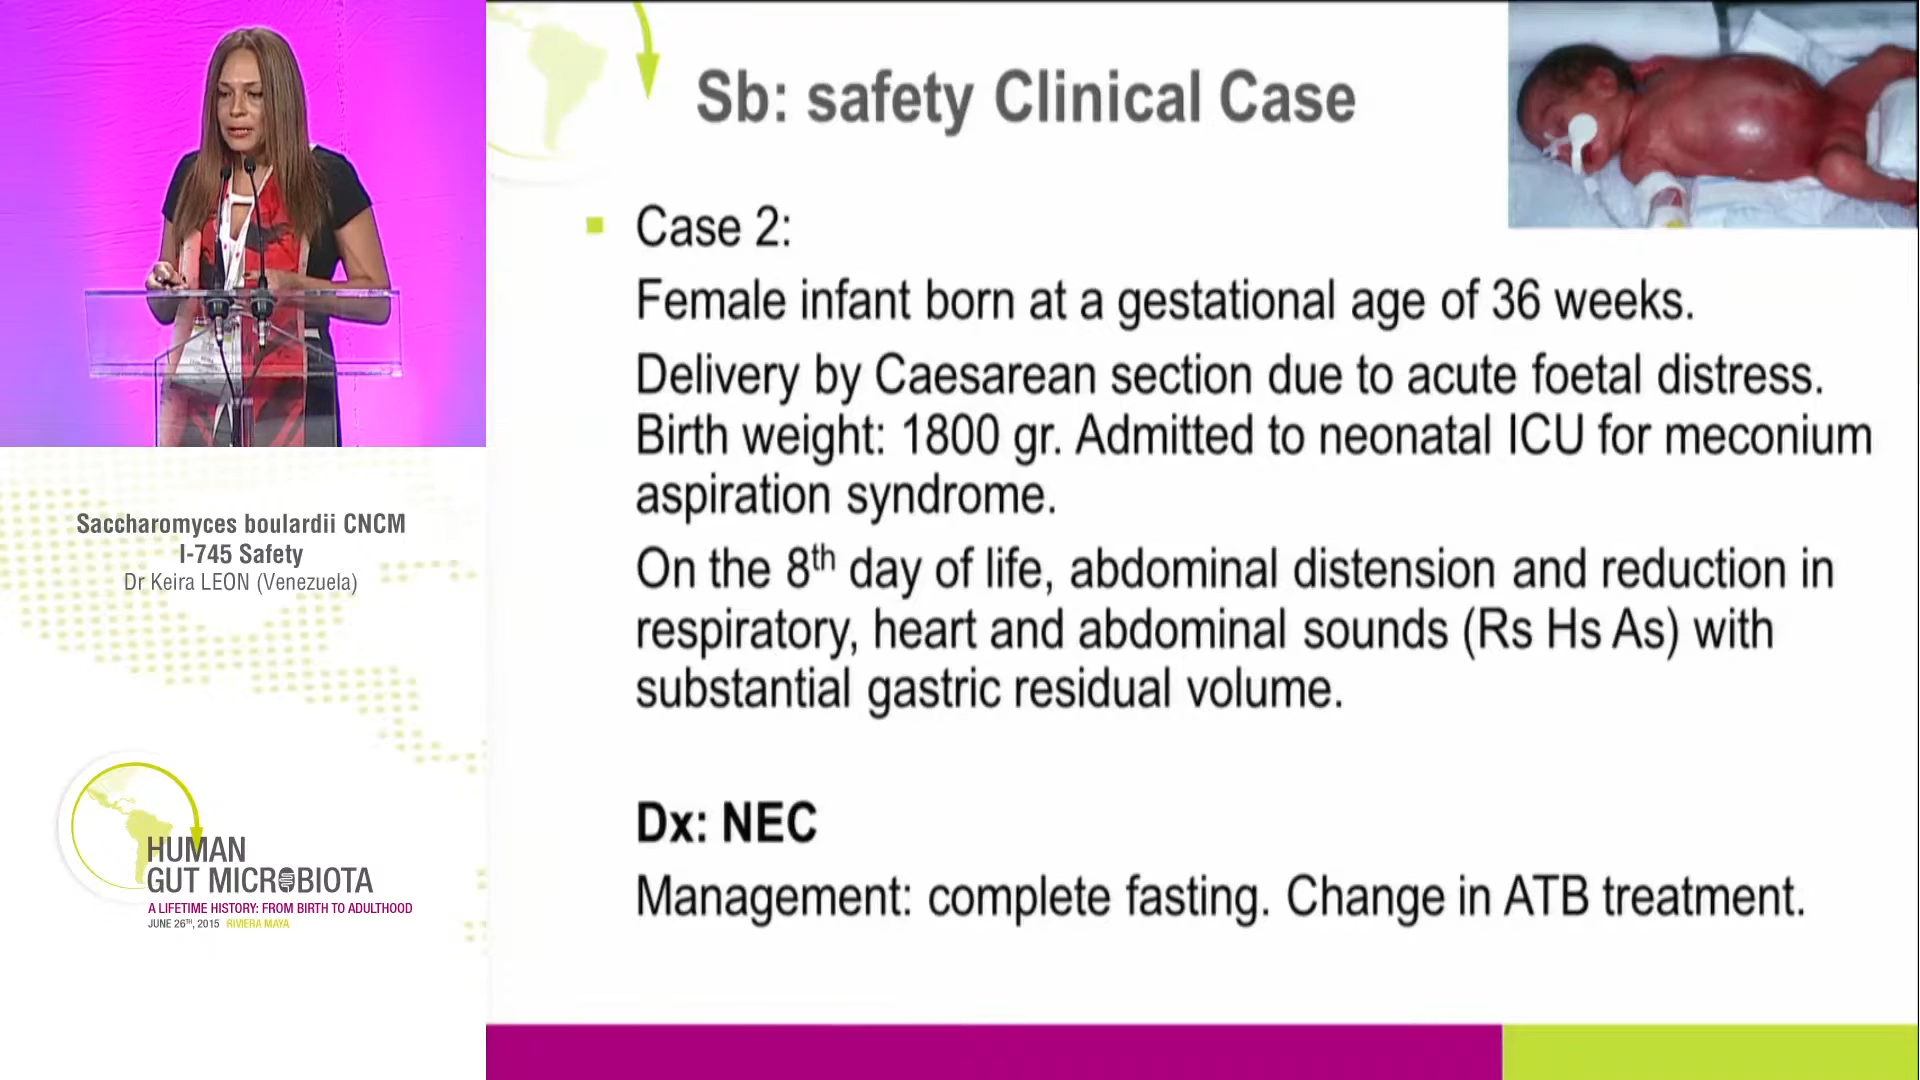 Sb: safety Clinical Case
Case 2:
Female infant born at a gestational age of 36 weeks.
Delivery by Caesarean section due to acute foetal distress.
Birth weight: 1800 gr. Admitted to neonatal ICU for meconium
aspiration syndrome.
On the 8th day of life, abdominal distension and reduction in
respiratory, heart and abdominal sounds (Rs Hs As) with
substantial gastric residual volume.
Dx: NEC
Management: complete fasting. Change in ATB treatment.
Saccharomyces boulardii CNCM
I-745 Safety
Dr Keira LEON (Venezuela)
HUMAN
GUT MICROBIOTA
A LIFETIME HISTORY: FROM BIRTH TO ADULTHOOD
JUNE 26TH, 2015 RIVIERA MAYA